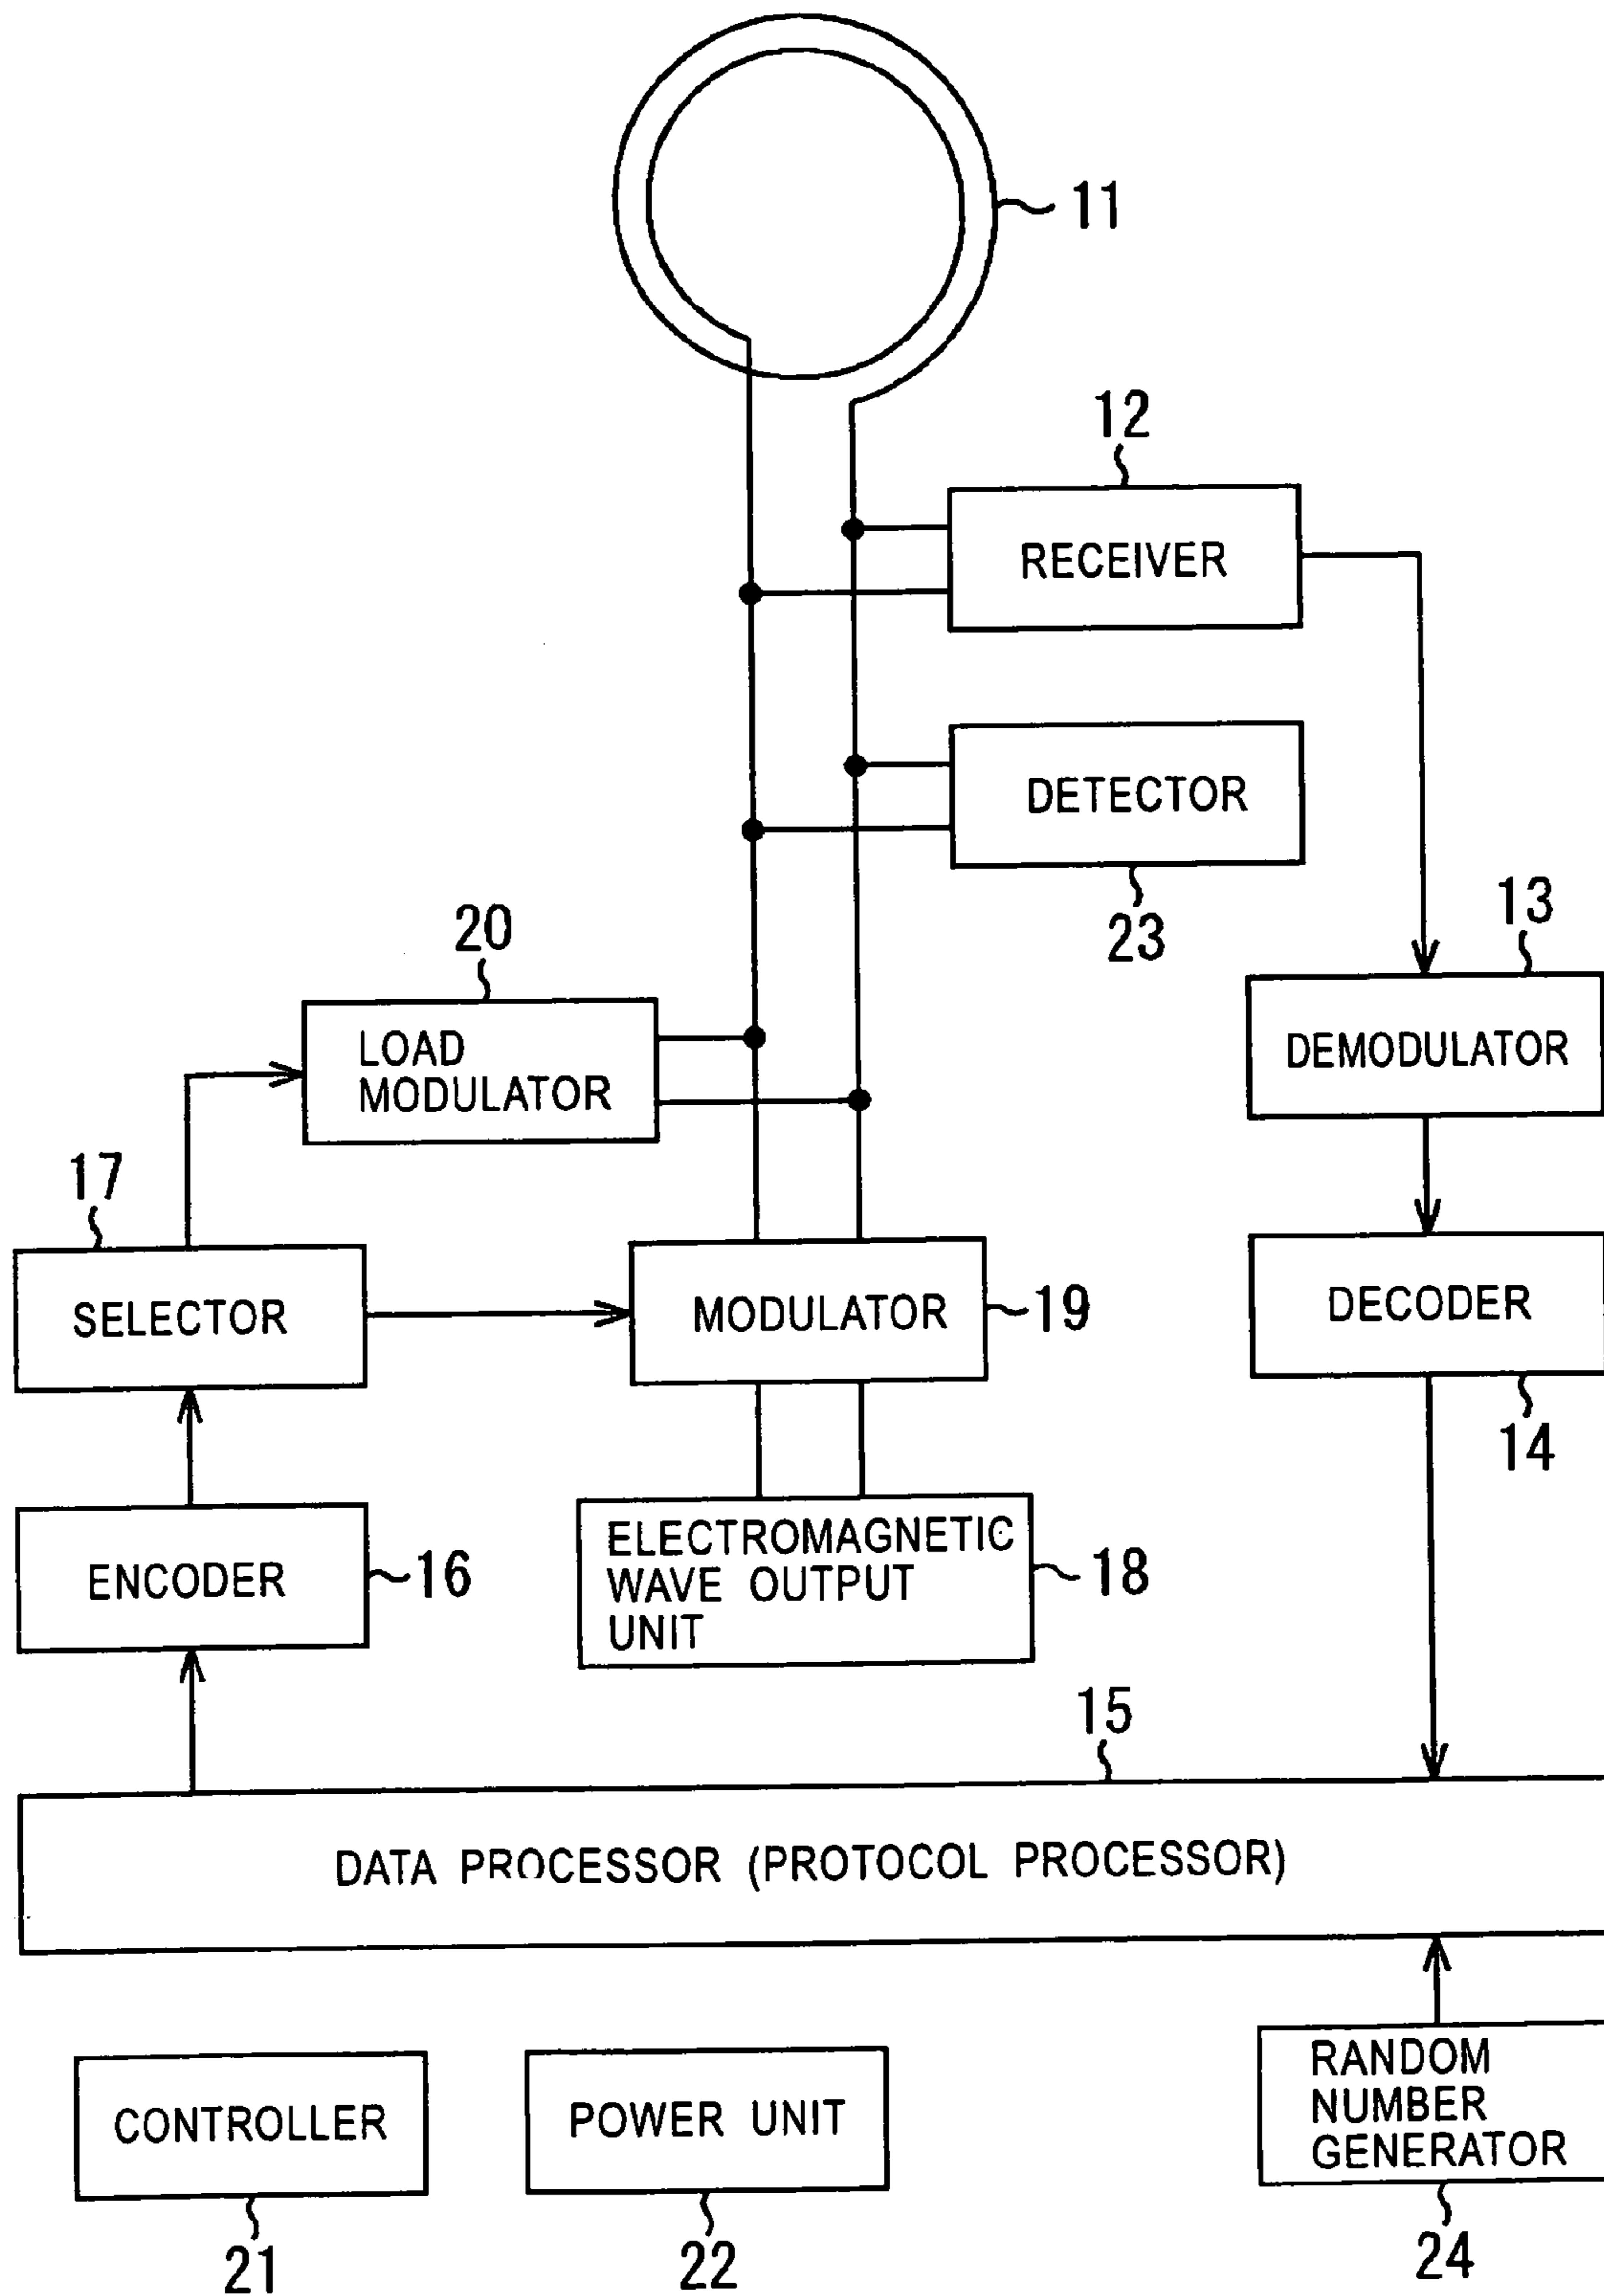 11
12
RECEIVER
DETECTOR
23
20
13
LOAD
MODULATOR
DEMODULATOR
17
SELECTOR
MODULATOR
19
DECODER
14
ENCODER
16
ELECTROMAGNETIC
WAVE OUTPUT
UNIT
18
15
DATA PROCESSOR (PROTOCOL PROCESSOR)
CONTROLLER
21
POWER UNIT
22
RANDOM
NUMBER
GENERATOR
24